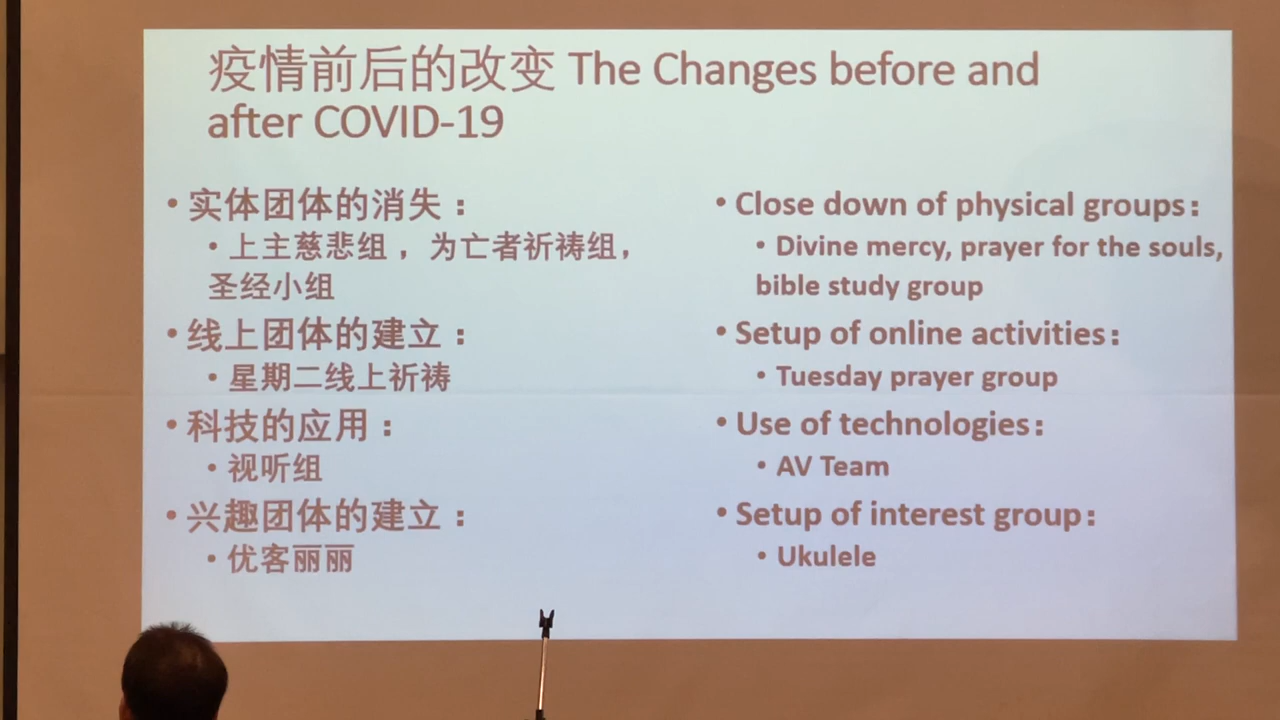 疫情前后的改变 The Changes before and
after COVID-19
• 实体团体的消失：
• 上主慈悲组，为亡者祈祷组，
圣经小组
• 线上团体的建立：
• 星期二线上祈祷
• 科技的应用：
• 视听组
• 兴趣团体的建立：
• 优客丽丽
• Close down of physical groups：
• Divine mercy, prayer for the souls,
bible study group
• Setup of online activities：
• Tuesday prayer group
• Use of technologies：
• AV Team
• Setup of interest group：
• Ukulele